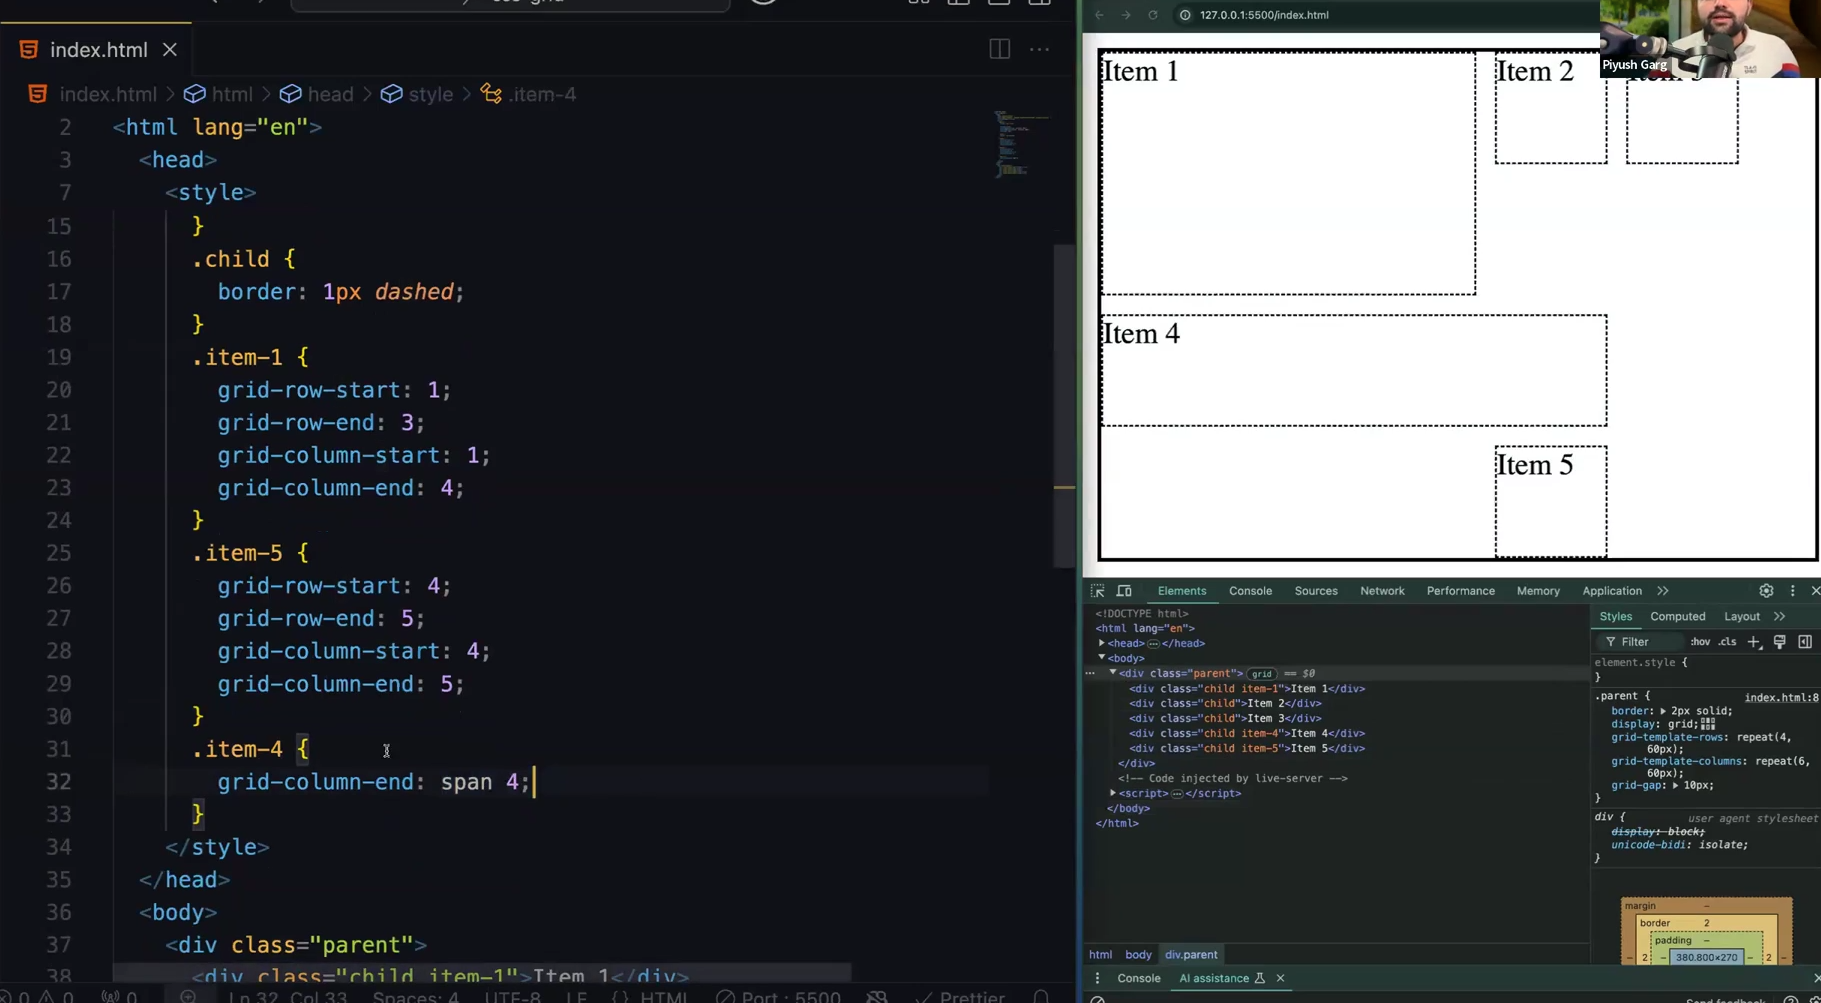 index.html
index.html > html > head > style > .item-4
2 <html lang="en">
3 <head>
7 <style>
15 }
16 .child {
17 border: 1px dashed;
18 }
19 .item-1 {
20 grid-row-start: 1;
21 grid-row-end: 3;
22 grid-column-start: 1;
23 grid-column-end: 4;
24 }
25 .item-5 {
26 grid-row-start: 4;
27 grid-row-end: 5;
28 grid-column-start: 4;
29 grid-column-end: 5;
30 }
31 .item-4 {
32 grid-column-end: span 4;
33 }
34 </style>
35 </head>
36 <body>
37 <div class="parent">
38 <div class="child item-1">Item 1</div>
0 0 0 Ln 32, Col 33 Spaces: 4 UTF-8 LF {} HTML Port : 5500 Prettier
127.0.0.1:5500/index.html
Piyush Garg
Item 1
Item 2
Item 4
Item 5
Elements Console Sources Network Performance Memory Application
<!DOCTYPE html>
<html lang="en">
<head> </head>
<body>
<div class="parent"> grid == $0
<div class="child item-1">Item 1</div>
<div class="child">Item 2</div>
<div class="child">Item 3</div>
<div class="child item-4">Item 4</div>
<div class="child item-5">Item 5</div>
</div>
<!-- Code injected by live-server -->
<script> </script>
</body>
</html>
html body div.parent
Styles Computed Layout
Filter :hov .cls
element.style {
}
.parent { index.html:8
border: 2px solid;
display: grid;
grid-template-rows: repeat(4,
60px);
grid-template-columns: repeat(6,
60px);
grid-gap: 10px;
}
div { user agent stylesheet
display: block;
unicode-bidi: isolate;
}
margin –
border 2
padding –
– 2 – 380.800×270 – 2 –
Console AI assistance
Send feedback